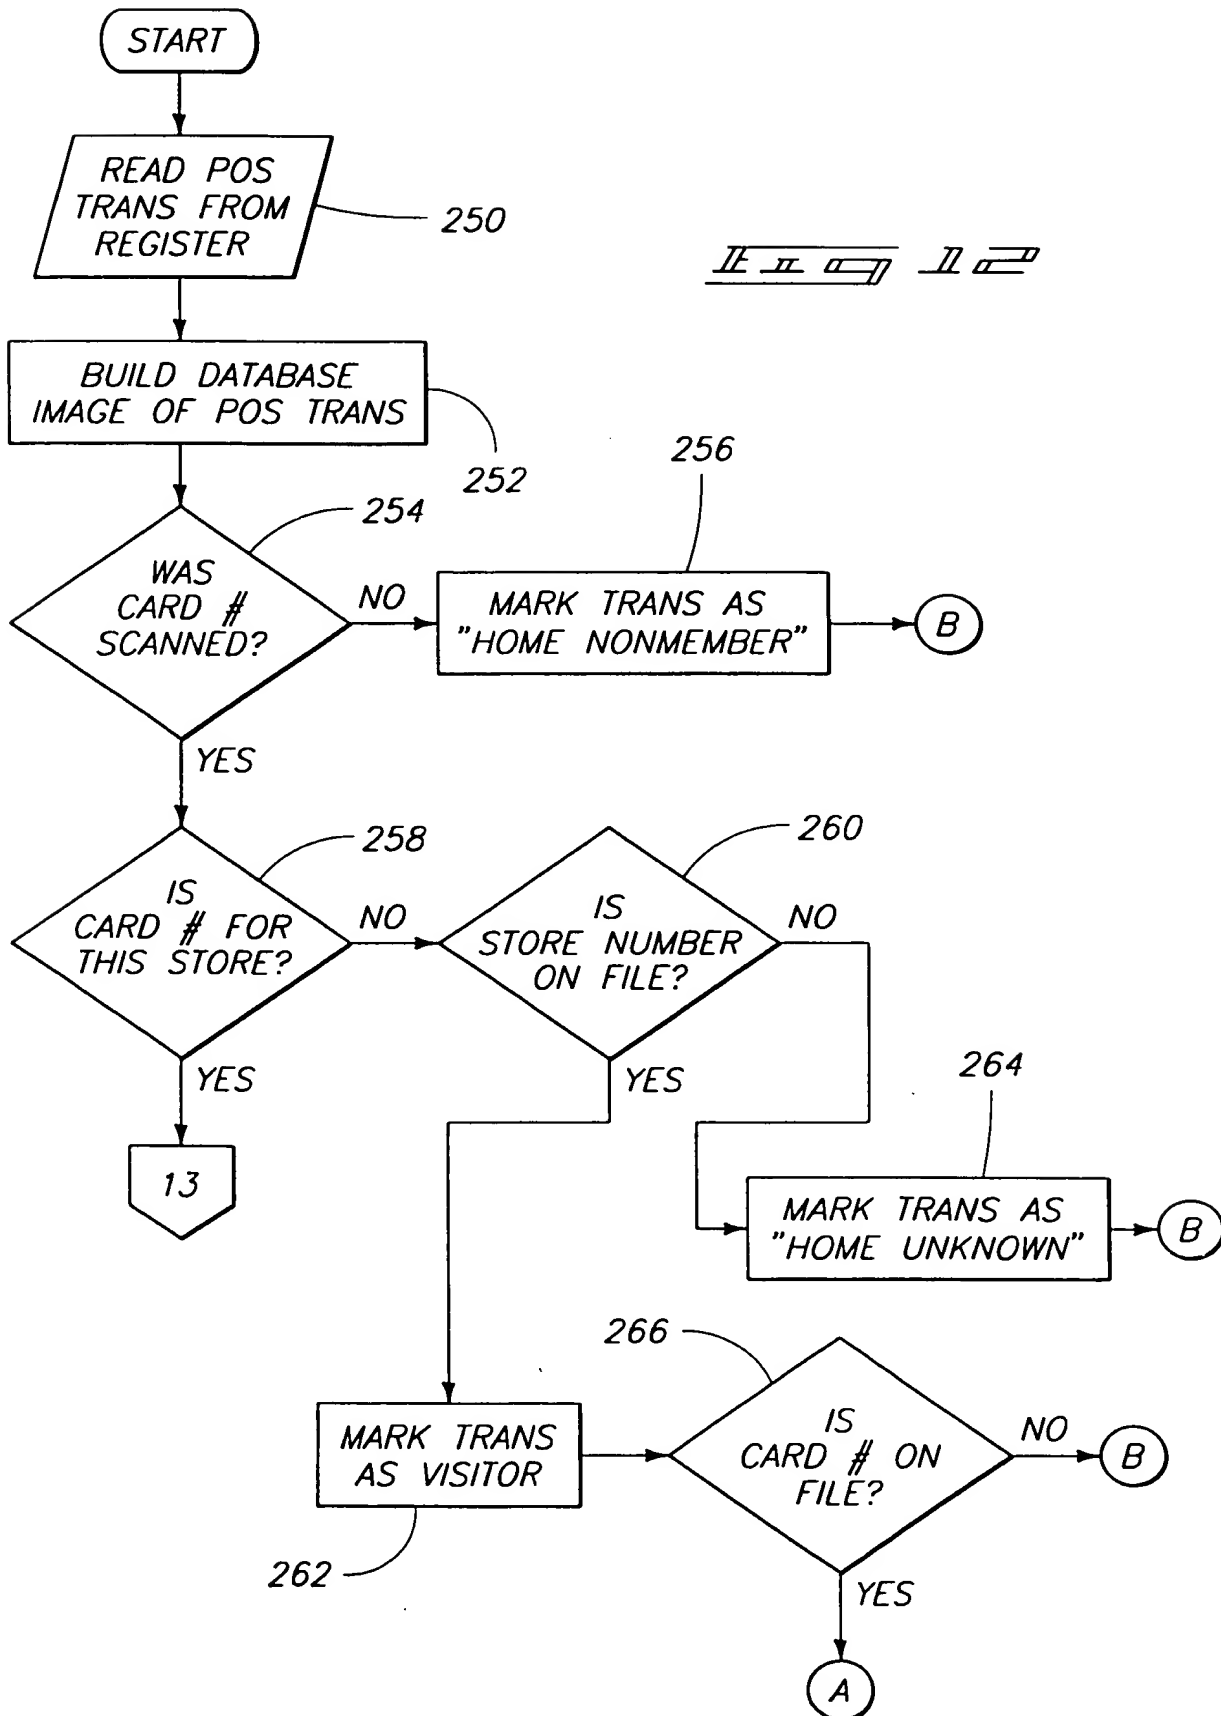 START
READ POS
TRANS FROM
REGISTER
250
Fig 12
BUILD DATABASE
IMAGE OF POS TRANS
252
254
WAS
CARD #
SCANNED?
NO
256
MARK TRANS AS
"HOME NONMEMBER"
B
YES
258
IS
CARD # FOR
THIS STORE?
NO
260
IS
STORE NUMBER
ON FILE?
NO
YES
13
YES
264
MARK TRANS AS
"HOME UNKNOWN"
B
MARK TRANS
AS VISITOR
262
266
IS
CARD # ON
FILE?
NO
B
YES
A